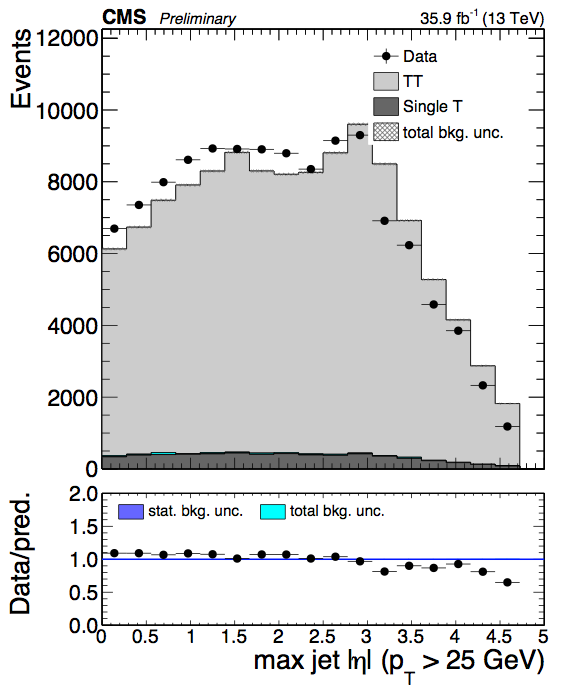 CMS Preliminary 35.9 fb⁻¹ (13 TeV)
Events
12000
10000
8000
6000
4000
2000
0
Data
TT
Single T
total bkg. unc.
Data/pred.
2.0
1.5
1.0
0.5
0.0
stat. bkg. unc. total bkg. unc.
0 0.5 1 1.5 2 2.5 3 3.5 4 4.5 5
max jet |η| (p_T > 25 GeV)